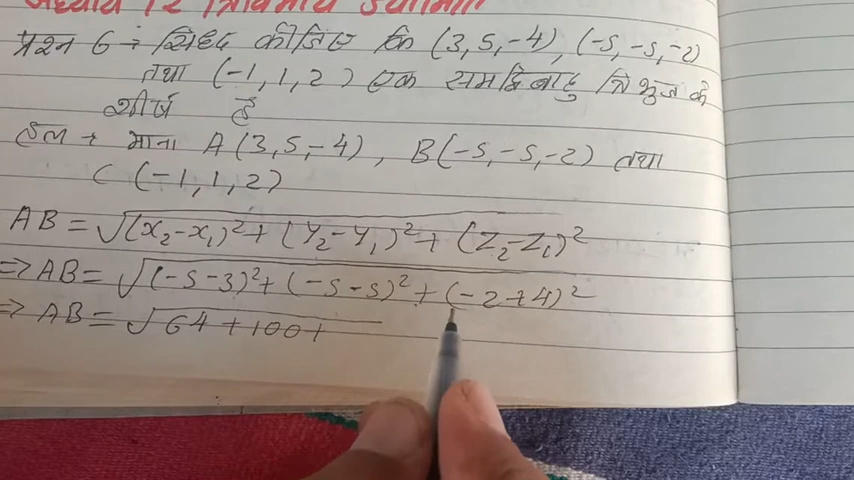 अध्याय 12 त्रिविमीय ज्यामिति
प्रश्न 6 → सिद्ध कीजिए कि (3, 5, -4), (-5, -5, -2)
तथा (-1, 1, 2) एक समद्विबाहु त्रिभुज के
शीर्ष हैं
हल → माना A(3, 5, -4), B(-5, -5, -2) तथा
C (-1, 1, 2)
AB = √(x₂-x₁)²+(y₂-y₁)²+(z₂-z₁)²
⇒ AB = √(-5-3)²+(-5-5)²+(-2+4)²
⇒ AB = √64+100+